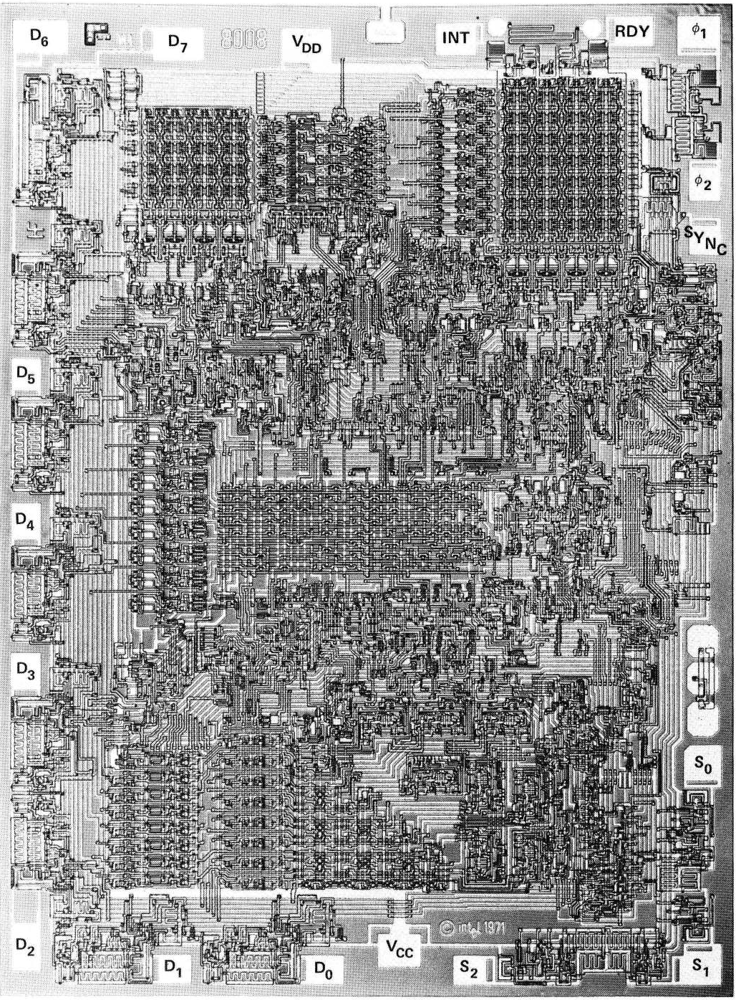 D6
D7
8008
VDD
INT
RDY
ϕ1
ϕ2
SYNC
HF
D5
D4
D3
S0
D2
D1
D0
VCC
© intel 1971
S2
S1